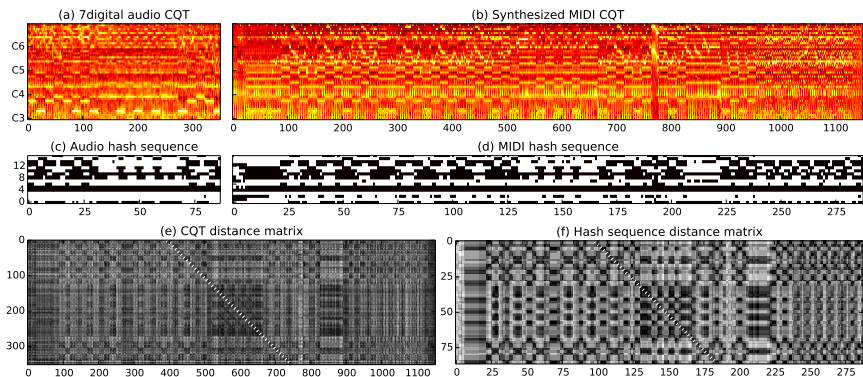 (a) 7digital audio CQT
(b) Synthesized MIDI CQT
C6
C5
C4
C3
0 100 200 300
0 100 200 300 400 500 600 700 800 900 1000 1100
(c) Audio hash sequence
(d) MIDI hash sequence
12
8
4
0
0 25 50 75
0 25 50 75 100 125 150 175 200 225 250 275
(e) CQT distance matrix
(f) Hash sequence distance matrix
0
100
200
300
0 100 200 300 400 500 600 700 800 900 1000 1100
0
25
50
75
0 25 50 75 100 125 150 175 200 225 250 275